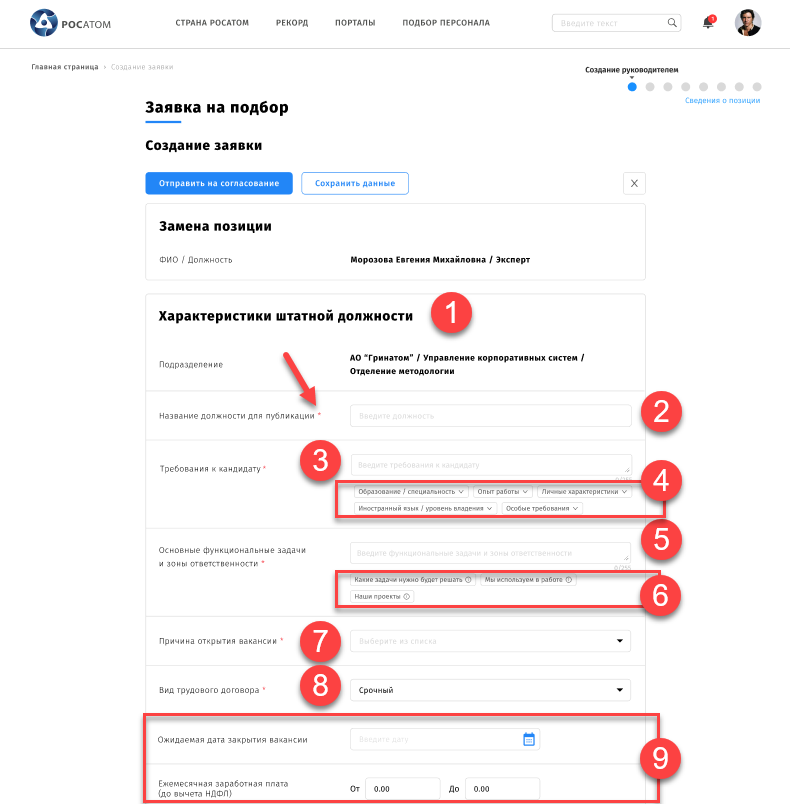 РОСАТОМ
СТРАНА РОСАТОМ РЕКОРД ПОРТАЛЫ ПОДБОР ПЕРСОНАЛА
Введите текст
1
Главная страница › Создание заявки
Создание руководителем
Сведения о позиции
Заявка на подбор
Создание заявки
Отправить на согласование Сохранить данные X
Замена позиции
ФИО / Должность Морозова Евгения Михайловна / Эксперт
Характеристики штатной должности 1
Подразделение АО “Гринатом” / Управление корпоративных систем /
Отделение методологии
Название должности для публикации * Введите должность 2
Требования к кандидату * 3 Введите требования к кандидату
4
Образование / специальность Опыт работы Личные характеристики
Иностранный язык / уровень владения Особые требования
Основные функциональные задачи
и зоны ответственности * Введите функциональные задачи и зоны ответственности 5
0/255
Какие задачи нужно будет решать Мы используем в работе
Наши проекты 6
Причина открытия вакансии * 7 Выберите из списка
Вид трудового договора * 8 Срочный
Ожидаемая дата закрытия вакансии Введите дату
9
Ежемесячная заработная плата
(до вычета НДФЛ) От 0.00 До 0.00